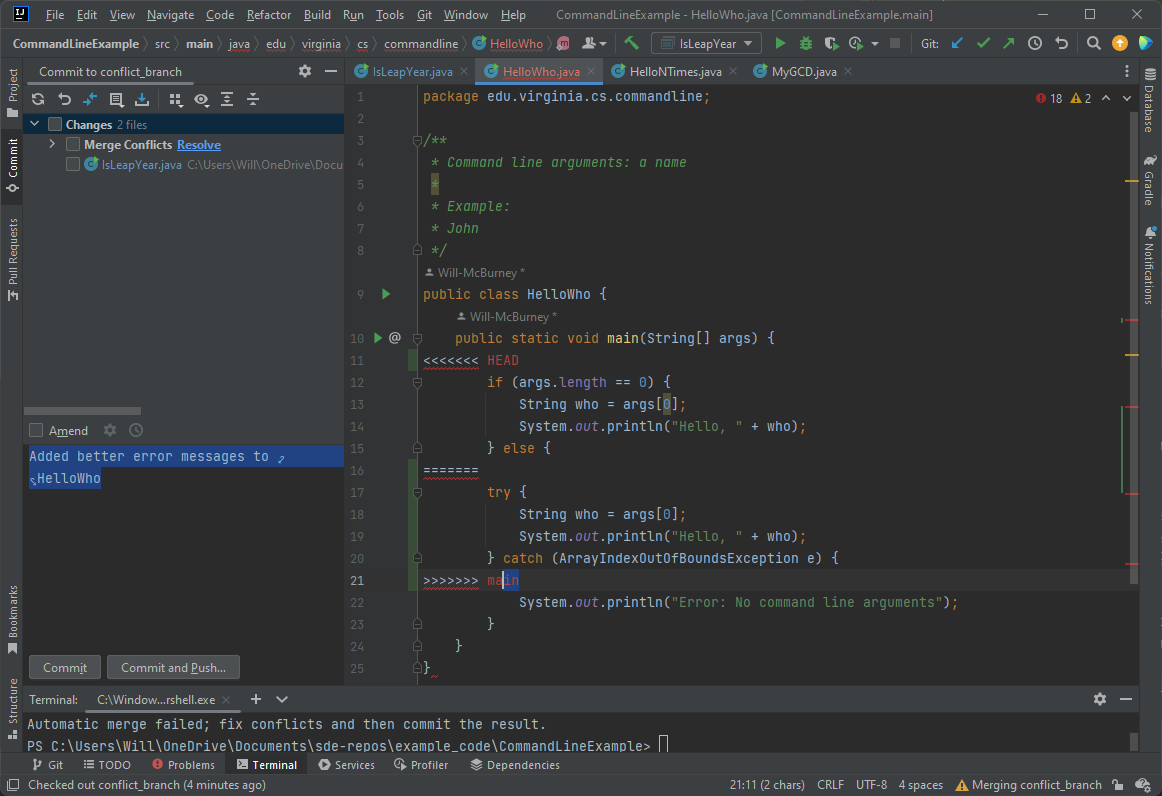 File Edit View Navigate Code Refactor Build Run Tools Git Window Help CommandLineExample - HelloWho.java [CommandLineExample.main]
CommandLineExample src main java edu virginia cs commandline HelloWho m IsLeapYear Git:
Project
Commit
Pull Requests
Bookmarks
Structure
Commit to conflict_branch
Changes 2 files
Merge Conflicts Resolve
IsLeapYear.java C:\Users\Will\OneDrive\Docu
Amend
Added better error messages to
HelloWho
Commit Commit and Push...
IsLeapYear.java HelloWho.java HelloNTimes.java MyGCD.java
18 2
1 package edu.virginia.cs.commandline;
2
3 /**
4 * Command line arguments: a name
5 *
6 * Example:
7 * John
8 */
Will-McBurney *
9 public class HelloWho {
Will-McBurney *
10 @ public static void main(String[] args) {
11 <<<<<<< HEAD
12 if (args.length == 0) {
13 String who = args[0];
14 System.out.println("Hello, " + who);
15 } else {
16 =======
17 try {
18 String who = args[0];
19 System.out.println("Hello, " + who);
20 } catch (ArrayIndexOutOfBoundsException e) {
21 >>>>>>> main
22 System.out.println("Error: No command line arguments");
23 }
24 }
25 }
Database
Gradle
Notifications
Terminal: C:\Window...rshell.exe
Automatic merge failed; fix conflicts and then commit the result.
PS C:\Users\Will\OneDrive\Documents\sde-repos\example_code\CommandLineExample>
Git TODO Problems Terminal Services Profiler Dependencies
Checked out conflict_branch (4 minutes ago) 21:11 (2 chars) CRLF UTF-8 4 spaces Merging conflict_branch